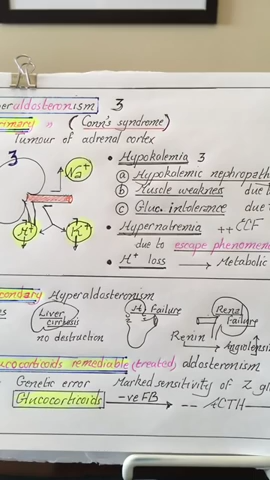 eraldosteronism 3
rimary (Conn's syndrome)
Tumour of adrenal cortex
3
Na+
H+ K+
• Hypokalemia 3
a Hypokalemic nephropath
b Muscle weakness due
c Gluc. intolerance due
• Hypernatremia ++ECF
due to escape phenomen
• H+ loss → Metabolic
condary Hyperaldosteronism
Liver cirrhosis
no destruction
Failure
Renal Failure
Renin → Angiotensi
ucocorticoids remediable (treated) aldosteronism
Genetic error Marked sensitivity of Z gl
Glucocorticoids -ve FB → -- ACTH